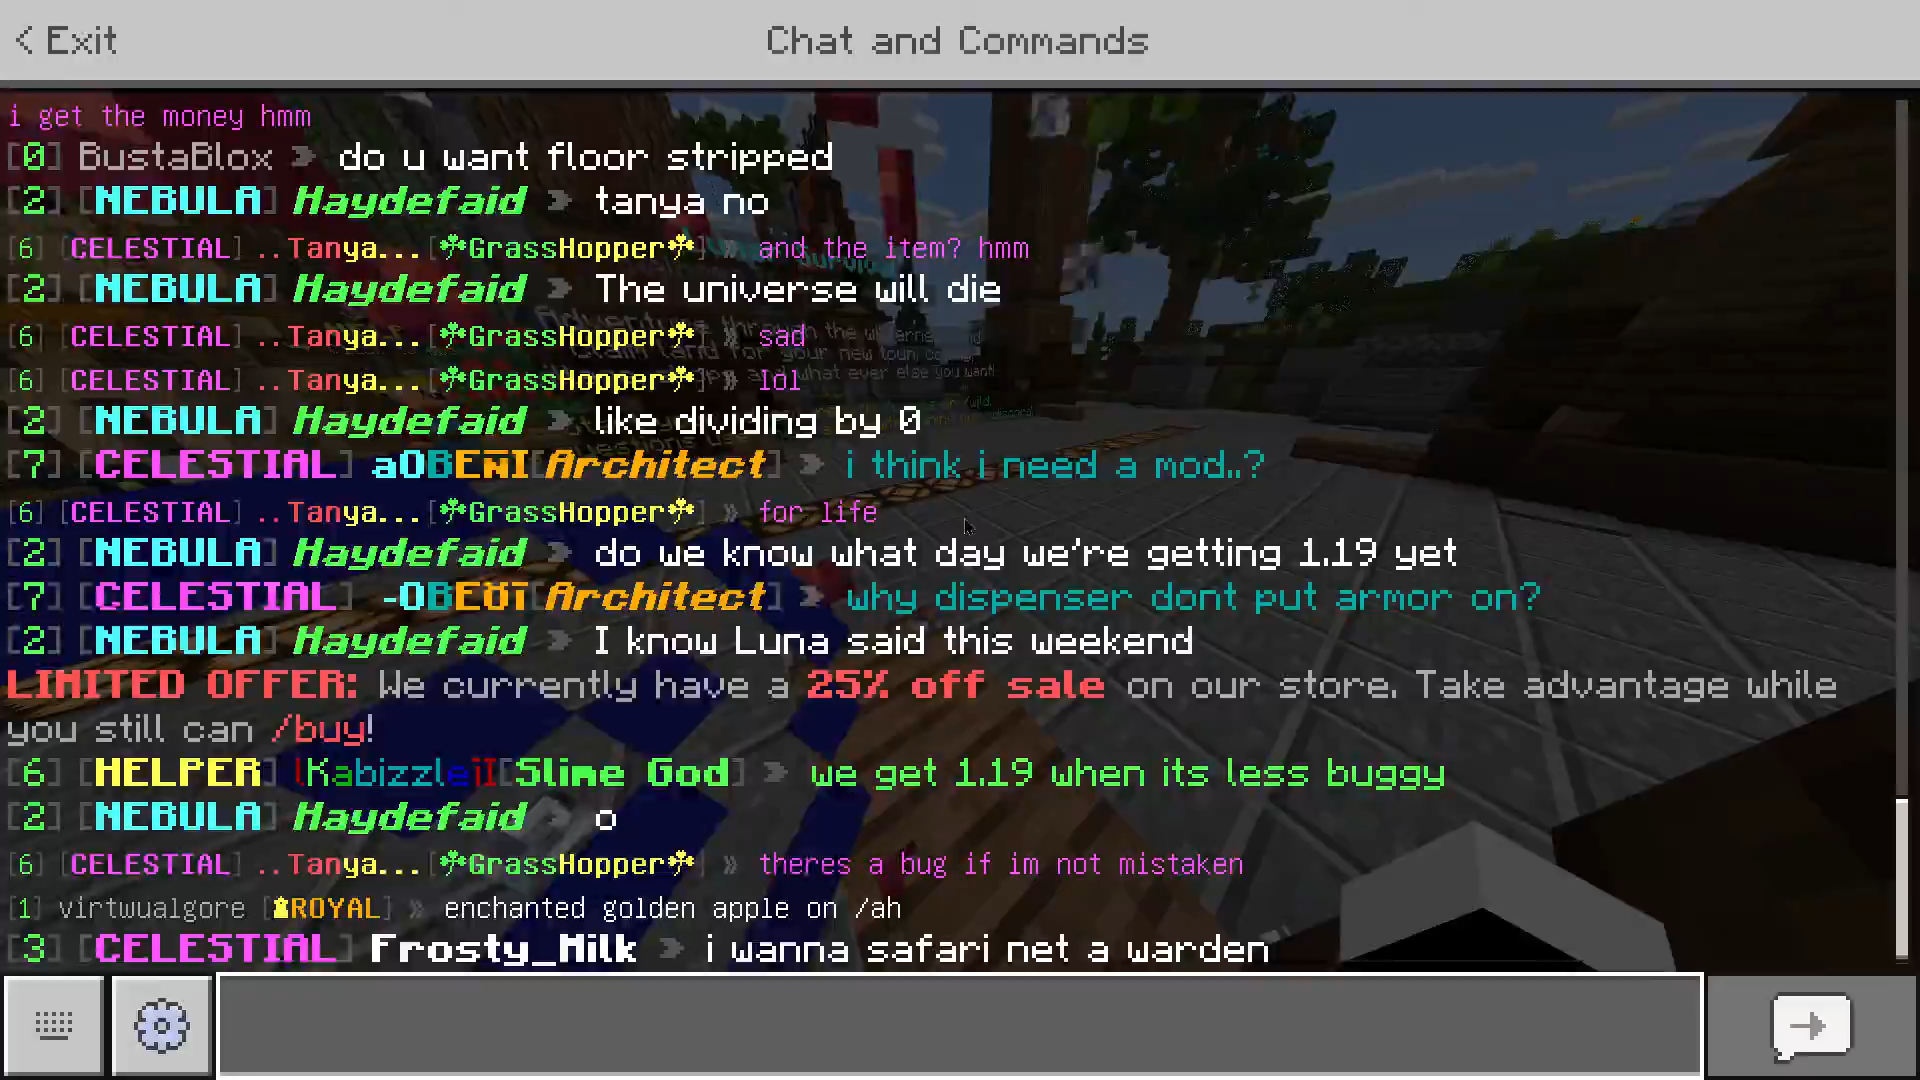 < Exit
Chat and Commands
i get the money hmm
[0] BustaBlox » do u want floor stripped
[2] [NEBULA] Haydefaid » tanya no
[6] [CELESTIAL] ..Tanya...[☘GrassHopper☘] » and the item? hmm
[2] [NEBULA] Haydefaid » The universe will die
[6] [CELESTIAL] ..Tanya...[☘GrassHopper☘] » sad
[6] [CELESTIAL] ..Tanya...[☘GrassHopper☘] » lol
[2] [NEBULA] Haydefaid » like dividing by 0
[7] [CELESTIAL] [Architect] » i think i need a mod..?
[6] [CELESTIAL] ..Tanya...[☘GrassHopper☘] » for life
[2] [NEBULA] Haydefaid » do we know what day we're getting 1.19 yet
[7] [CELESTIAL] [Architect] » why dispenser dont put armor on?
[2] [NEBULA] Haydefaid » I know Luna said this weekend
LIMITED OFFER: We currently have a 25% off sale on our store. Take advantage while
you still can /buy!
[6] [HELPER] [Slime God] » we get 1.19 when its less buggy
[2] [NEBULA] Haydefaid » o
[6] [CELESTIAL] ..Tanya...[☘GrassHopper☘] » theres a bug if im not mistaken
[1] virtwualgore [♟ROYAL] » enchanted golden apple on /ah
[3] [CELESTIAL] Frosty_Milk » i wanna safari net a warden